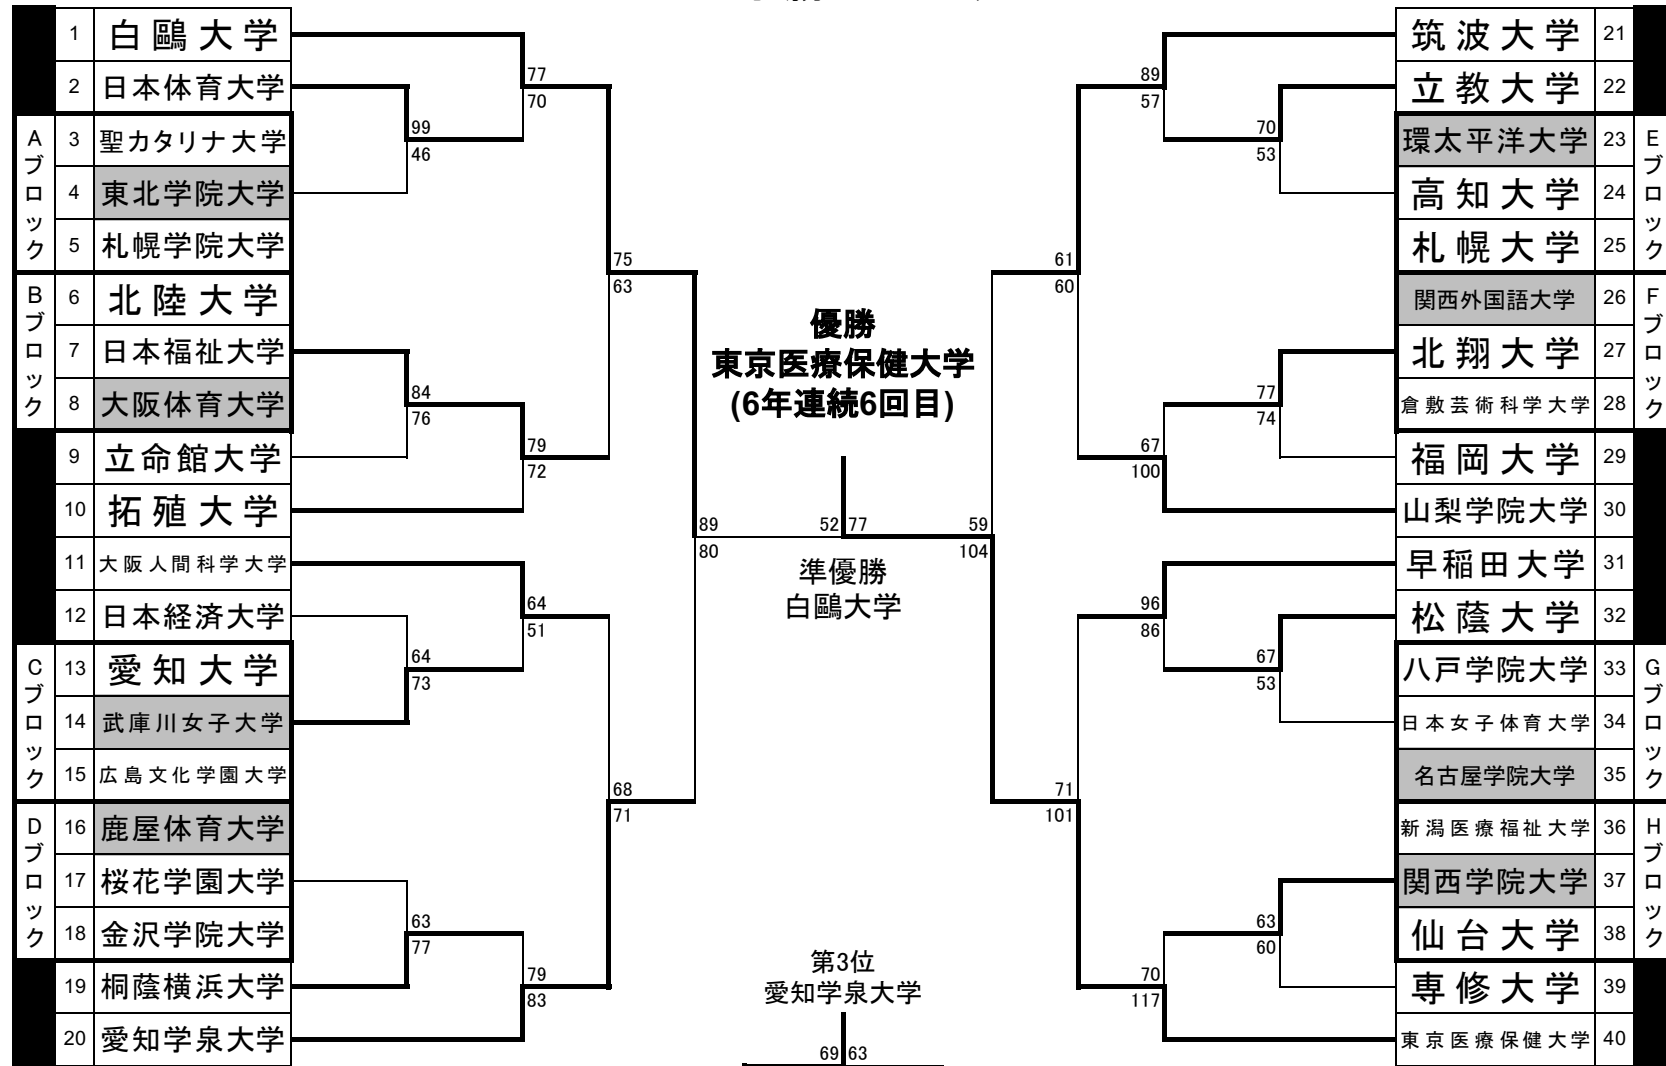 1 白鷗大学
2 日本体育大学
Aブロック
3 聖カタリナ大学
4 東北学院大学
5 札幌学院大学
Bブロック
6 北陸大学
7 日本福祉大学
8 大阪体育大学
9 立命館大学
10 拓殖大学
11 大阪人間科学大学
12 日本経済大学
Cブロック
13 愛知大学
14 武庫川女子大学
15 広島文化学園大学
Dブロック
16 鹿屋体育大学
17 桜花学園大学
18 金沢学院大学
19 桐蔭横浜大学
20 愛知学泉大学
77
70
99
46
75
63
84
76
79
72
89
80
64
51
64
73
68
71
63
77
79
83
優勝
東京医療保健大学
(6年連続6回目)
52 77
準優勝
白鷗大学
第3位
愛知学泉大学
69 63
89
57
70
53
61
60
77
74
67
100
59
104
96
86
67
53
71
101
63
60
70
117
筑波大学 21
立教大学 22
環太平洋大学 23
Eブロック
高知大学 24
札幌大学 25
関西外国語大学 26
Fブロック
北翔大学 27
倉敷芸術科学大学 28
福岡大学 29
山梨学院大学 30
早稲田大学 31
松蔭大学 32
八戸学院大学 33
Gブロック
日本女子体育大学 34
名古屋学院大学 35
新潟医療福祉大学 36
Hブロック
関西学院大学 37
仙台大学 38
専修大学 39
東京医療保健大学 40